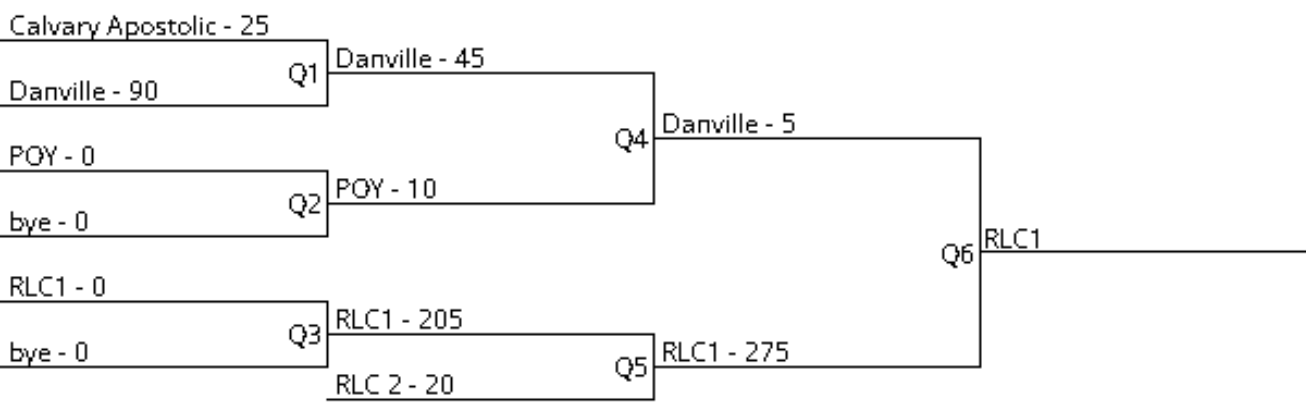 Calvary Apostolic - 25
Danville - 90
Q1
Danville - 45
POY - 0
bye - 0
Q2
POY - 10
Q4
Danville - 5
RLC1 - 0
bye - 0
Q3
RLC1 - 205
RLC 2 - 20
Q5
RLC1 - 275
Q6
RLC1